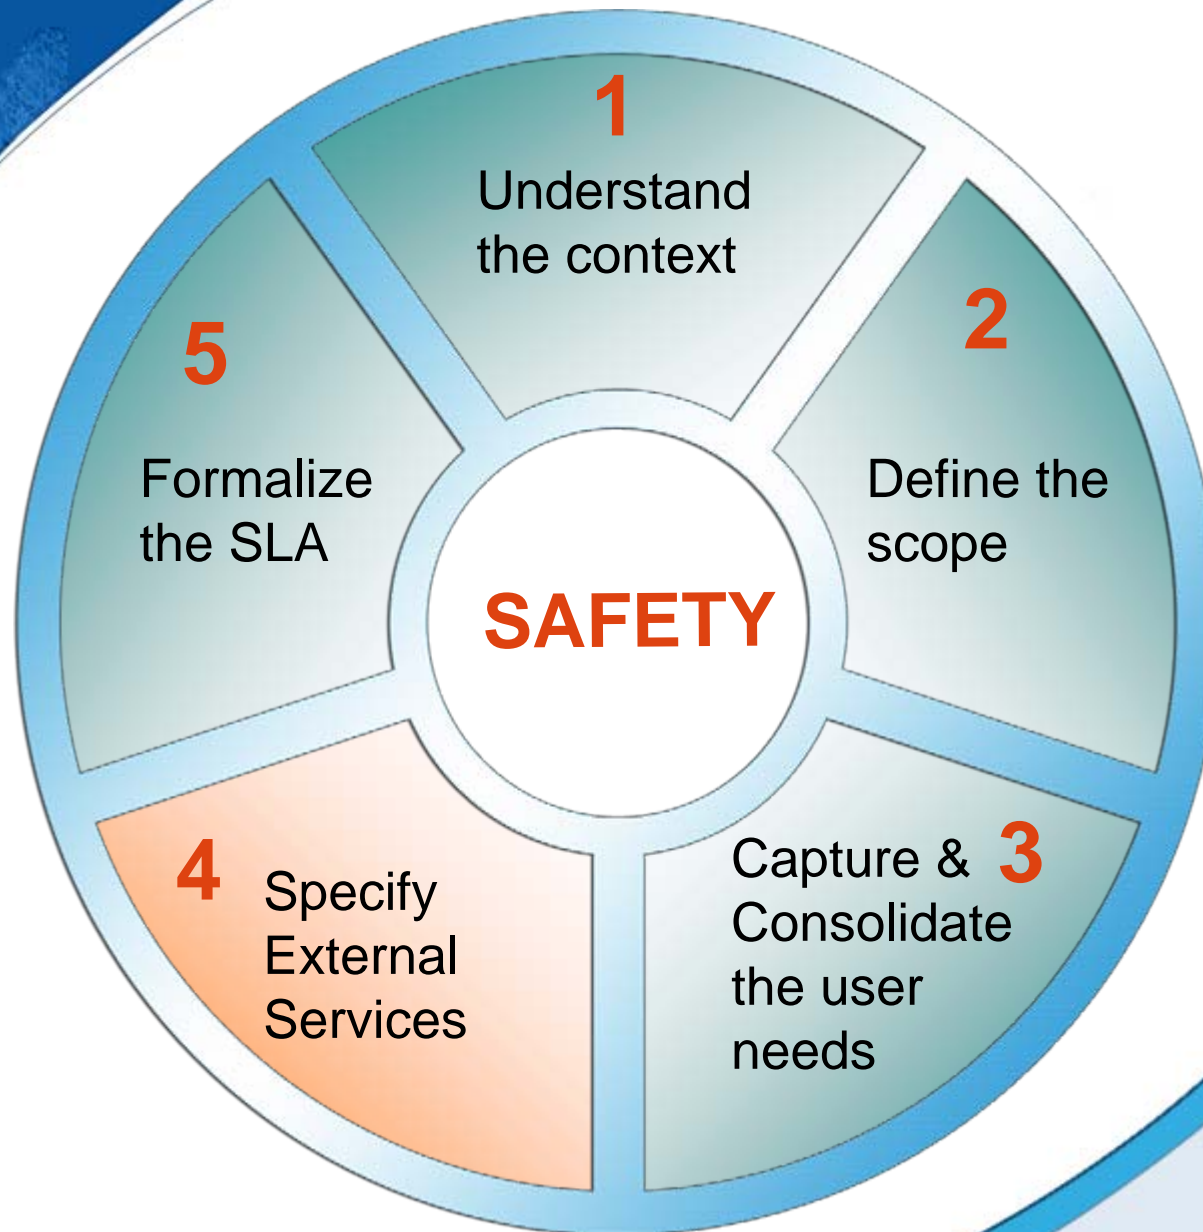 1
Understand
the context
2
Define the
scope
3
Capture &
Consolidate
the user
needs
4
Specify
External
Services
5
Formalize
the SLA
SAFETY